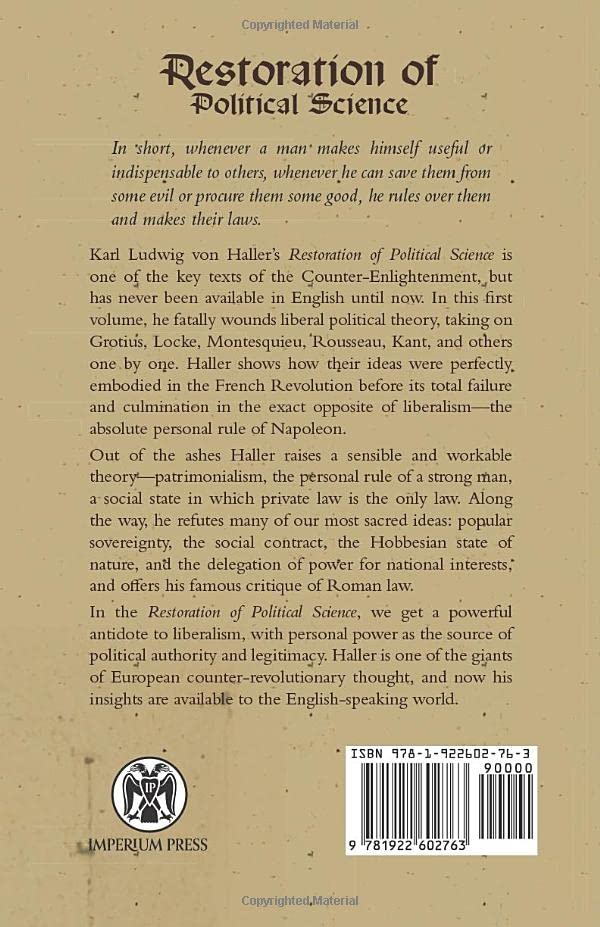 Copyrighted Material
Restoration of
Political Science
In short, whenever a man makes himself useful or
indispensable to others, whenever he can save them from
some evil or procure them some good, he rules over them
and makes their laws.
Karl Ludwig von Haller's Restoration of Political Science is
one of the key texts of the Counter-Enlightenment, but
has never been available in English until now. In this first
volume, he fatally wounds liberal political theory, taking on
Grotius, Locke, Montesquieu, Rousseau, Kant, and others
one by one. Haller shows how their ideas were perfectly
embodied in the French Revolution before its total failure
and culmination in the exact opposite of liberalism—the
absolute personal rule of Napoleon.
Out of the ashes Haller raises a sensible and workable
theory—patrimonialism, the personal rule of a strong man,
a social state in which private law is the only law. Along
the way, he refutes many of our most sacred ideas: popular
sovereignty, the social contract, the Hobbesian state of
nature, and the delegation of power for national interests,
and offers his famous critique of Roman law.
In the Restoration of Political Science, we get a powerful
antidote to liberalism, with personal power as the source of
political authority and legitimacy. Haller is one of the giants
of European counter-revolutionary thought, and now his
insights are available to the English-speaking world.
IP
IMPERIUM PRESS
ISBN 978-1-922602-76-3
90000
9 781922 602763
Copyrighted Material